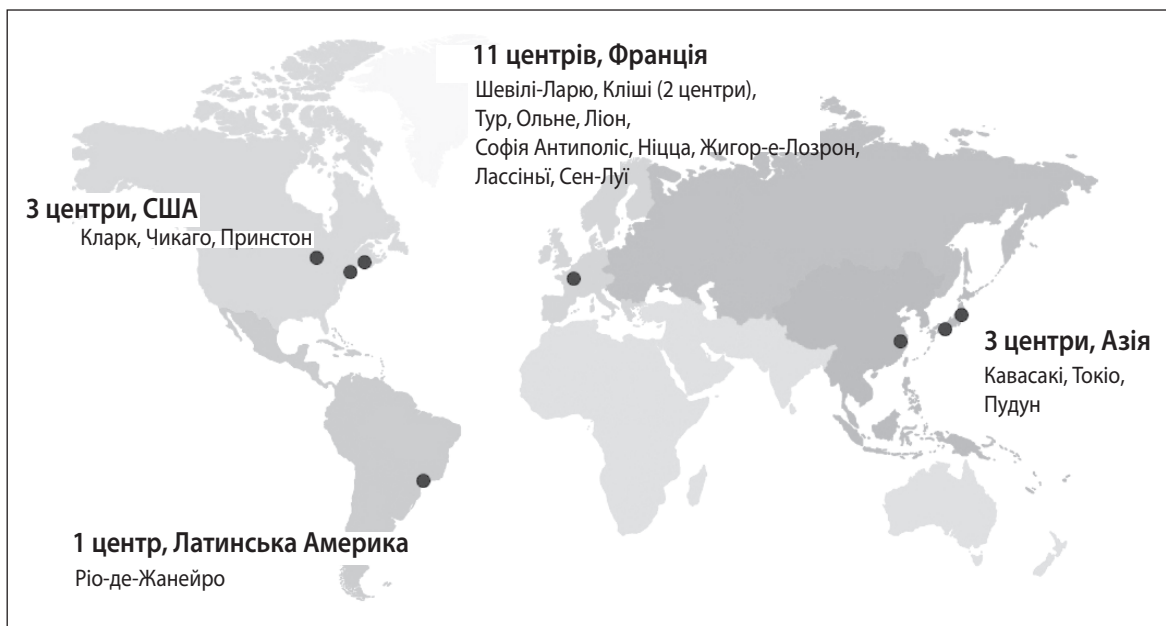 11 центрів, Франція
Шевілі-Ларю, Кліші (2 центри),
Тур, Ольне, Ліон,
Софія Антиполіс, Ніцца, Жигор-е-Лозрон,
Лассіньї, Сен-Луї
3 центри, США
Кларк, Чикаго, Принстон
3 центри, Азія
Кавасакі, Токіо,
Пудун
1 центр, Латинська Америка
Ріо-де-Жанейро